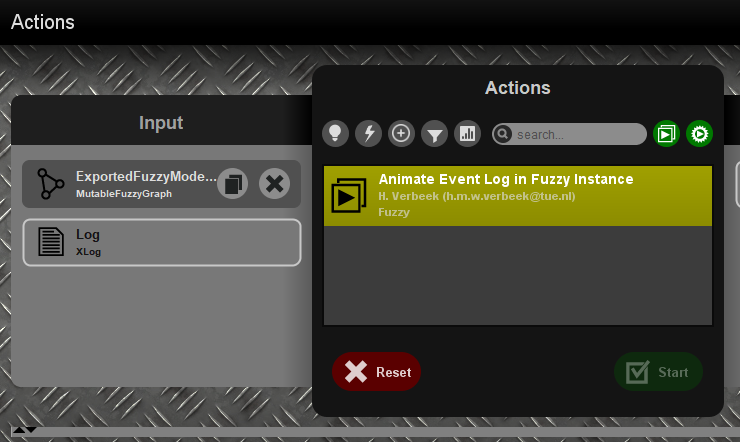 Actions
Input
ExportedFuzzyMode...
MutableFuzzyGraph
Log
XLog
Actions
search...
Animate Event Log in Fuzzy Instance
H. Verbeek (h.m.w.verbeek@tue.nl)
Fuzzy
Reset
Start